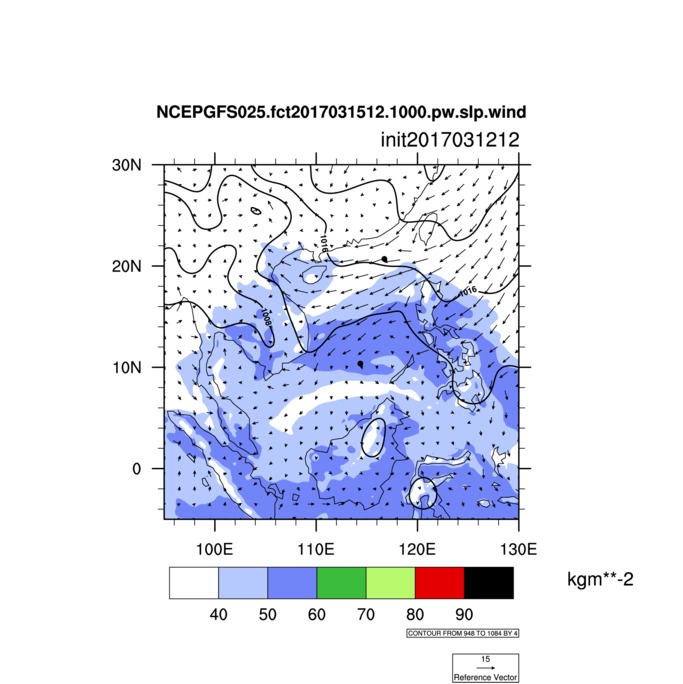 NCEPGFS025.fct2017031512.1000.pw.slp.wind
init2017031212
30N
20N
10N
0
1016
1016
1008
100E 110E 120E 130E
kgm**-2
40 50 60 70 80 90
CONTOUR FROM 948 TO 1084 BY 4
15
Reference Vector